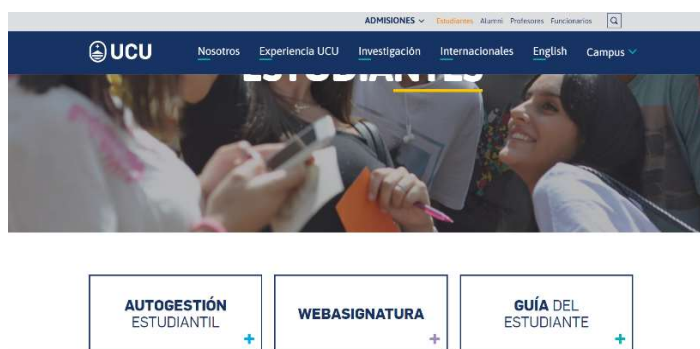 ADMISIONES Estudiantes Alumni Profesores Funcionarios
UCU Nosotros Experiencia UCU Investigación Internacionales English Campus
ESTUDIANTES
AUTOGESTIÓN
ESTUDIANTIL
+
WEBASIGNATURA
+
GUÍA DEL
ESTUDIANTE
+